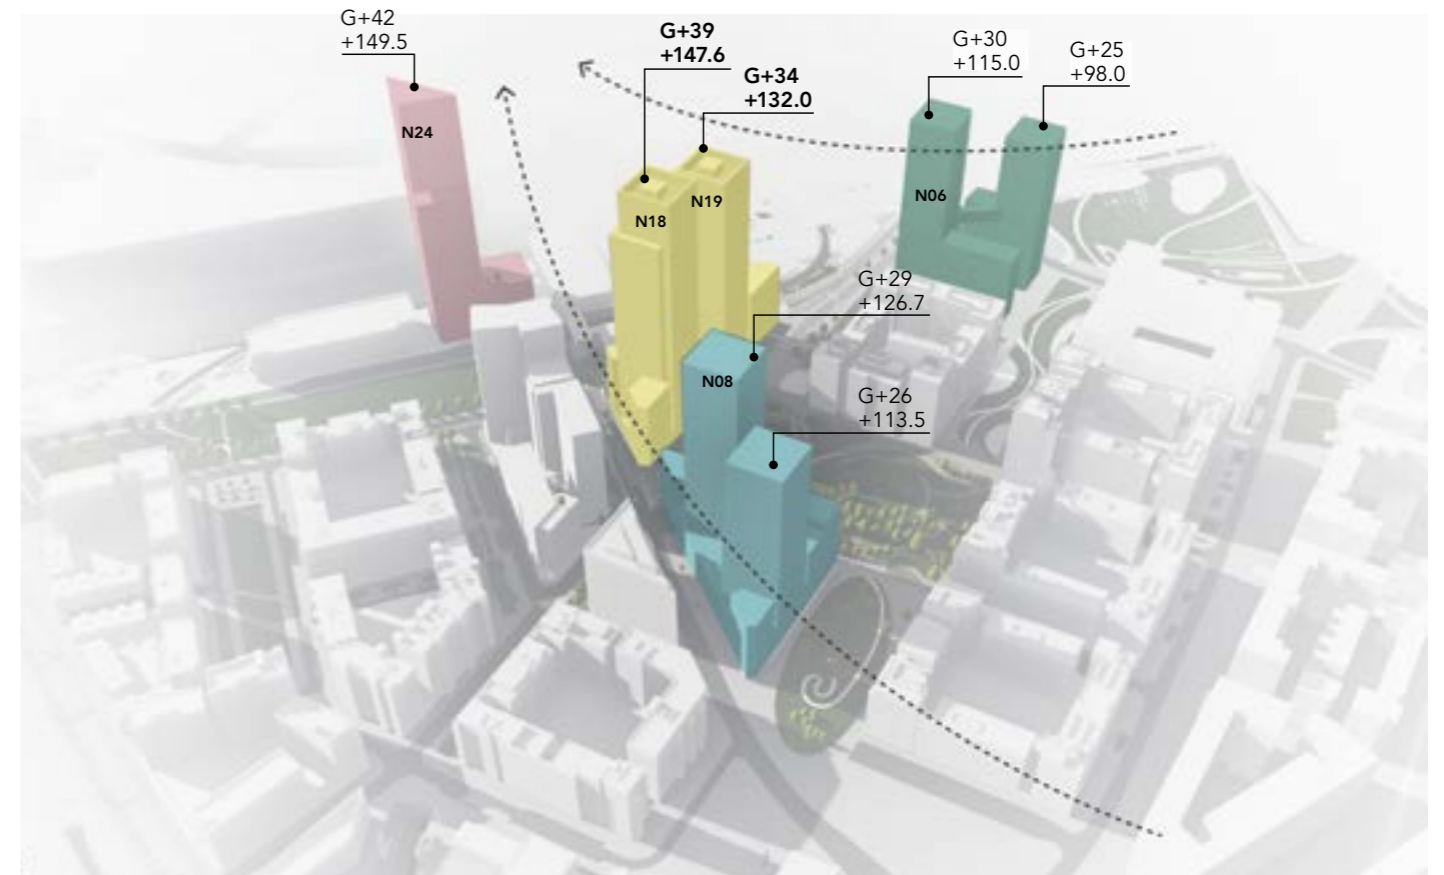 G+42
+149.5
G+39
+147.6
G+34
+132.0
G+30
+115.0
G+25
+98.0
N24
N06
N19
N18
G+29
+126.7
N08
G+26
+113.5